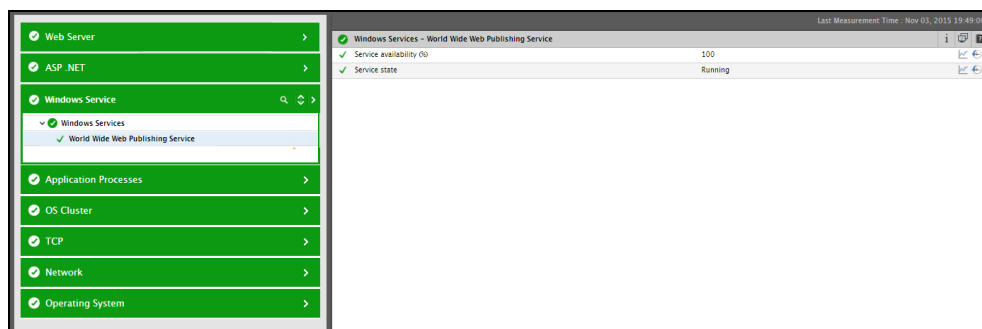 Last Measurement Time : Nov 03, 2015 19:49:0
Web Server
ASP .NET
Windows Service
Windows Services
World Wide Web Publishing Service
Application Processes
OS Cluster
TCP
Network
Operating System
Windows Services - World Wide Web Publishing Service
Service availability (%) 100
Service state Running